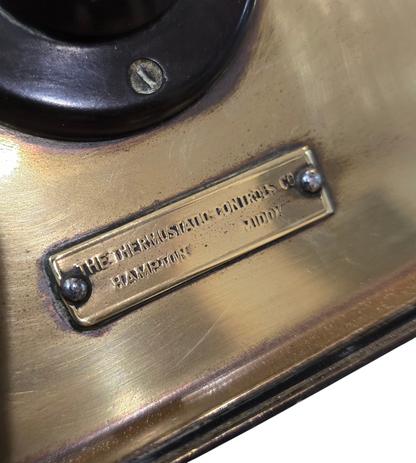 THE THERMOSTATIC CONTROLS CO
HAMPTON MIDDX